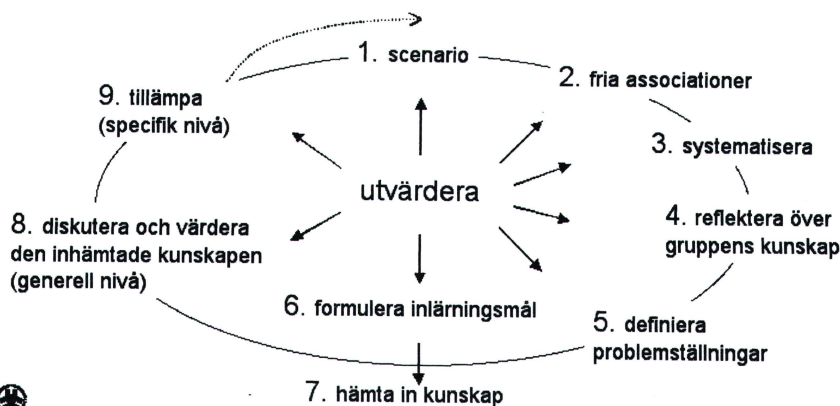 1. scenario
2. fria associationer
3. systematisera
4. reflektera över
gruppens kunskap
5. definiera
problemställningar
6. formulera inlärningsmål
7. hämta in kunskap
8. diskutera och värdera
den inhämtade kunskapen
(generell nivå)
9. tillämpa
(specifik nivå)
utvärdera